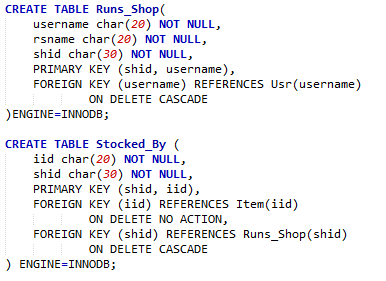 CREATE TABLE Runs_Shop(
username char(20) NOT NULL,
rsname char(20) NOT NULL,
shid char(30) NOT NULL,
PRIMARY KEY (shid, username),
FOREIGN KEY (username) REFERENCES Usr(username)
ON DELETE CASCADE
)ENGINE=INNODB;
CREATE TABLE Stocked_By (
iid char(20) NOT NULL,
shid char(30) NOT NULL,
PRIMARY KEY (shid, iid),
FOREIGN KEY (iid) REFERENCES Item(iid)
ON DELETE NO ACTION,
FOREIGN KEY (shid) REFERENCES Runs_Shop(shid)
ON DELETE CASCADE
) ENGINE=INNODB;